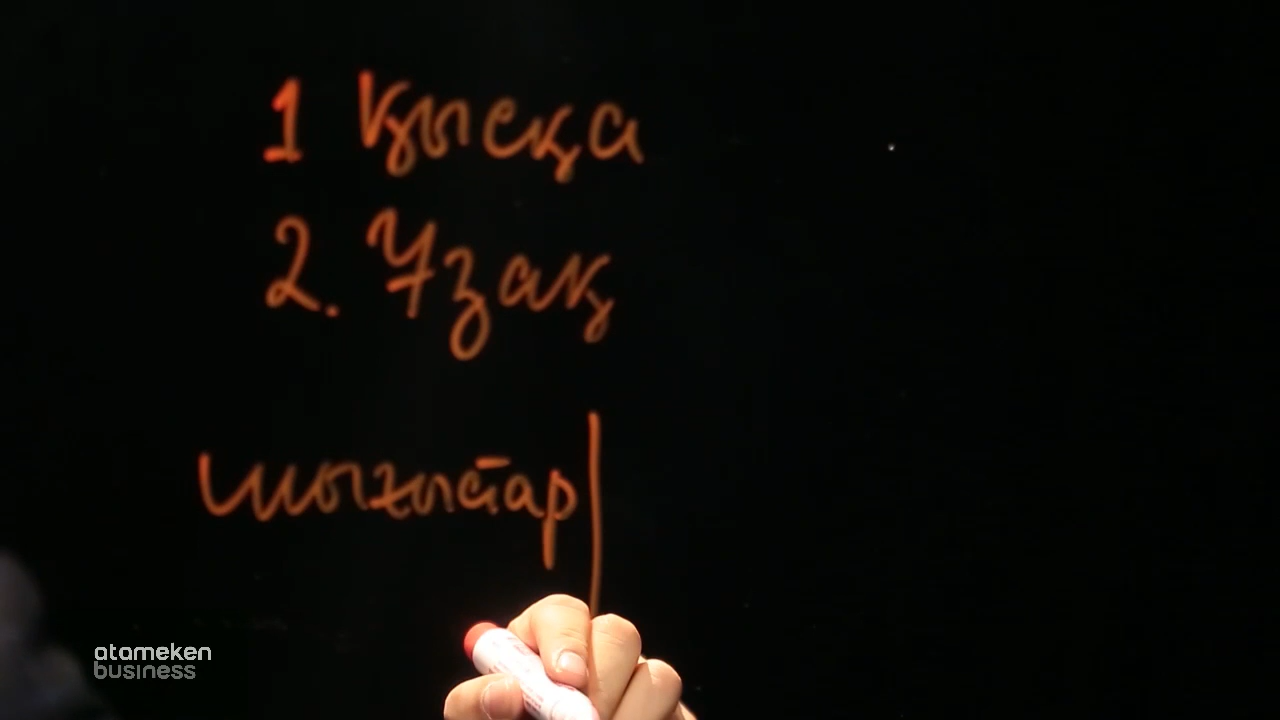 1 Қысқа
2. Ұзақ
шығыстар
atameken
business